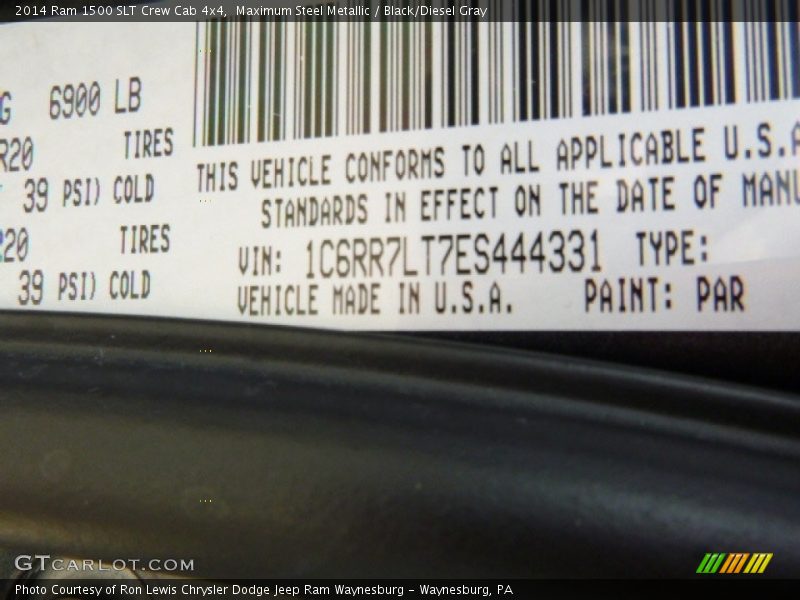 2014 Ram 1500 SLT Crew Cab 4x4, Maximum Steel Metallic / Black/Diesel Gray
G 6900 LB
R20 TIRES
39 PSI) COLD
20 TIRES
39 PSI) COLD
THIS VEHICLE CONFORMS TO ALL APPLICABLE U.S.A
STANDARDS IN EFFECT ON THE DATE OF MANU
VIN: 1C6RR7LT7ES444331 TYPE:
VEHICLE MADE IN U.S.A. PAINT: PAR
GTCARLOT.COM
Photo Courtesy of Ron Lewis Chrysler Dodge Jeep Ram Waynesburg - Waynesburg, PA